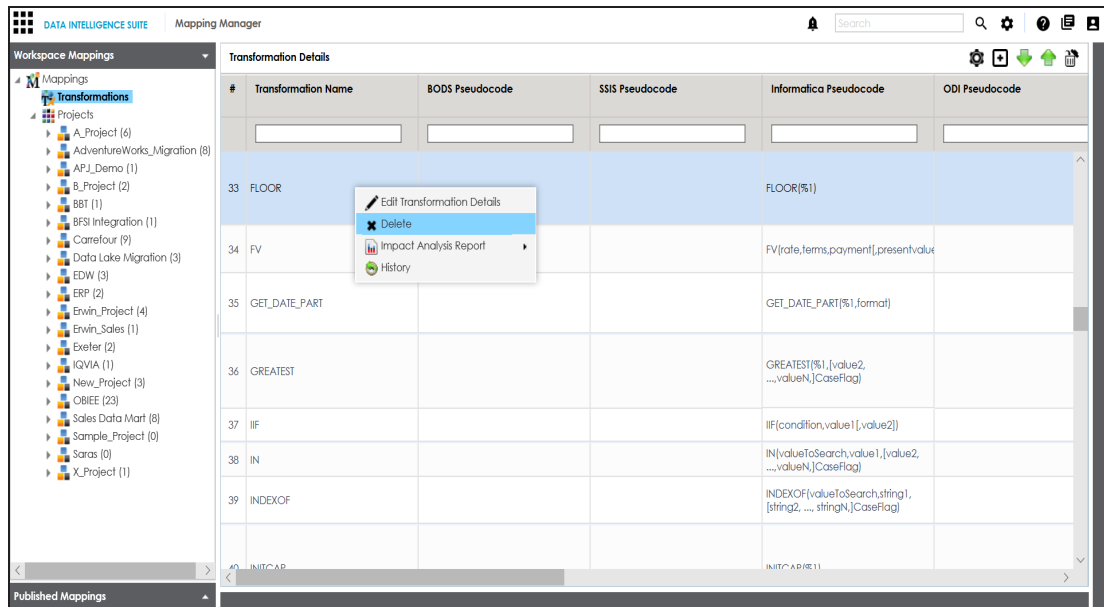 DATA INTELLIGENCE SUITE Mapping Manager Search
Workspace Mappings
Mappings
Transformations
Projects
A_Project (6)
AdventureWorks_Migration (8)
APJ_Demo (1)
B_Project (2)
BBT (1)
BFSI Integration (1)
Carrefour (9)
Data Lake Migration (3)
EDW (3)
ERP (2)
Erwin_Project (4)
Erwin_Sales (1)
Exeter (2)
IQVIA (1)
New_Project (3)
OBIEE (23)
Sales Data Mart (8)
Sample_Project (0)
Saras (0)
X_Project (1)
Published Mappings
Transformation Details
# Transformation Name BODS Pseudocode SSIS Pseudocode Informatica Pseudocode ODI Pseudocode
33 FLOOR FLOOR(%1)
Edit Transformation Details
Delete
Impact Analysis Report
History
34 FV FV(rate,terms,payment[,presentvalue
35 GET_DATE_PART GET_DATE_PART(%1,format)
36 GREATEST GREATEST(%1,[value2,
...,valueN,]CaseFlag)
37 IIF IIF(condition,value1[,value2])
38 IN IN(valueToSearch,value1,[value2,
...,valueN,]CaseFlag)
39 INDEXOF INDEXOF(valueToSearch,string1,
[string2, ..., stringN,]CaseFlag)
40 INITCAP INITCAP(%1)